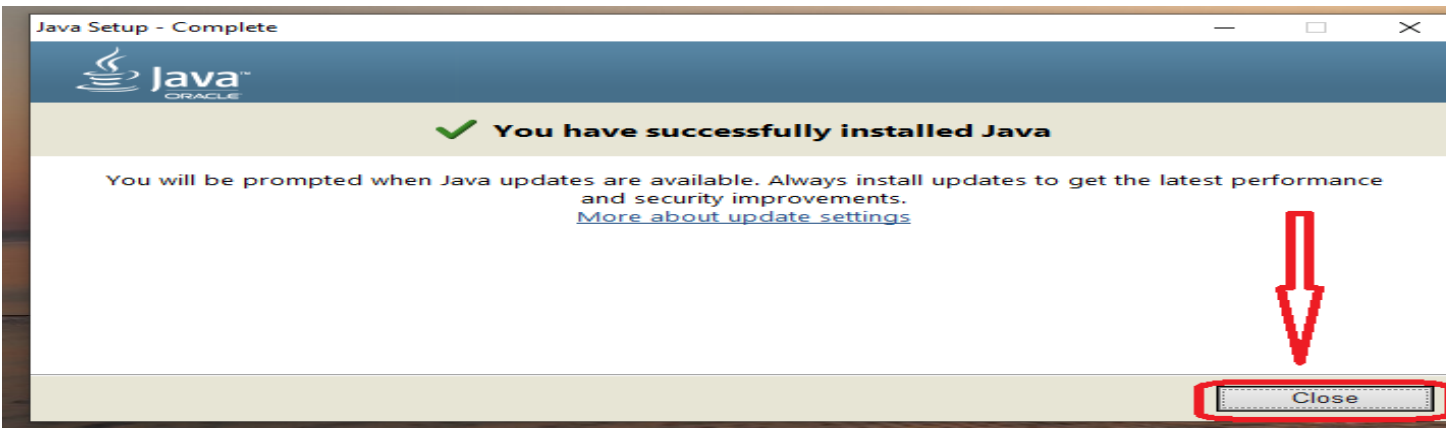 Java Setup - Complete
Java™
ORACLE
You have successfully installed Java
You will be prompted when Java updates are available. Always install updates to get the latest performance
and security improvements.
More about update settings
Close